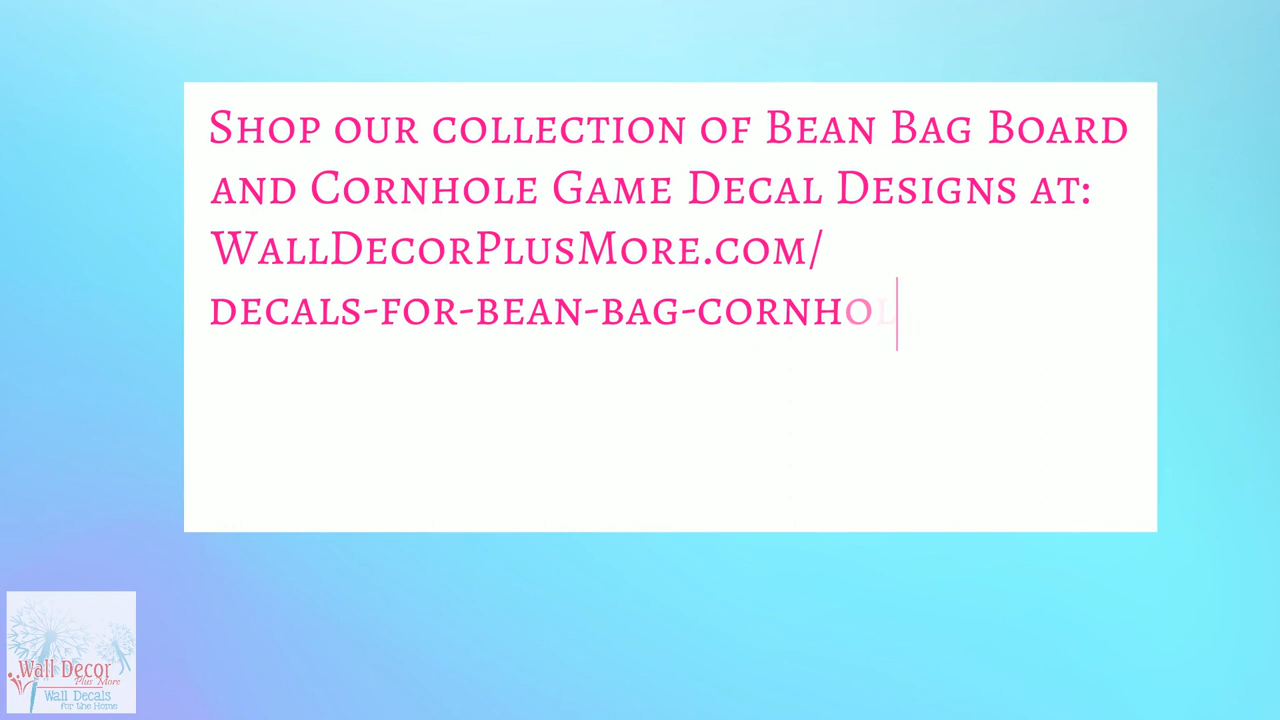 Shop our collection of Bean Bag Board
and Cornhole Game Decal Designs at:
WallDecorPlusMore.com/
decals-for-bean-bag-cornhol
Wall Decor
Plus More
Wall Decals
for the Home